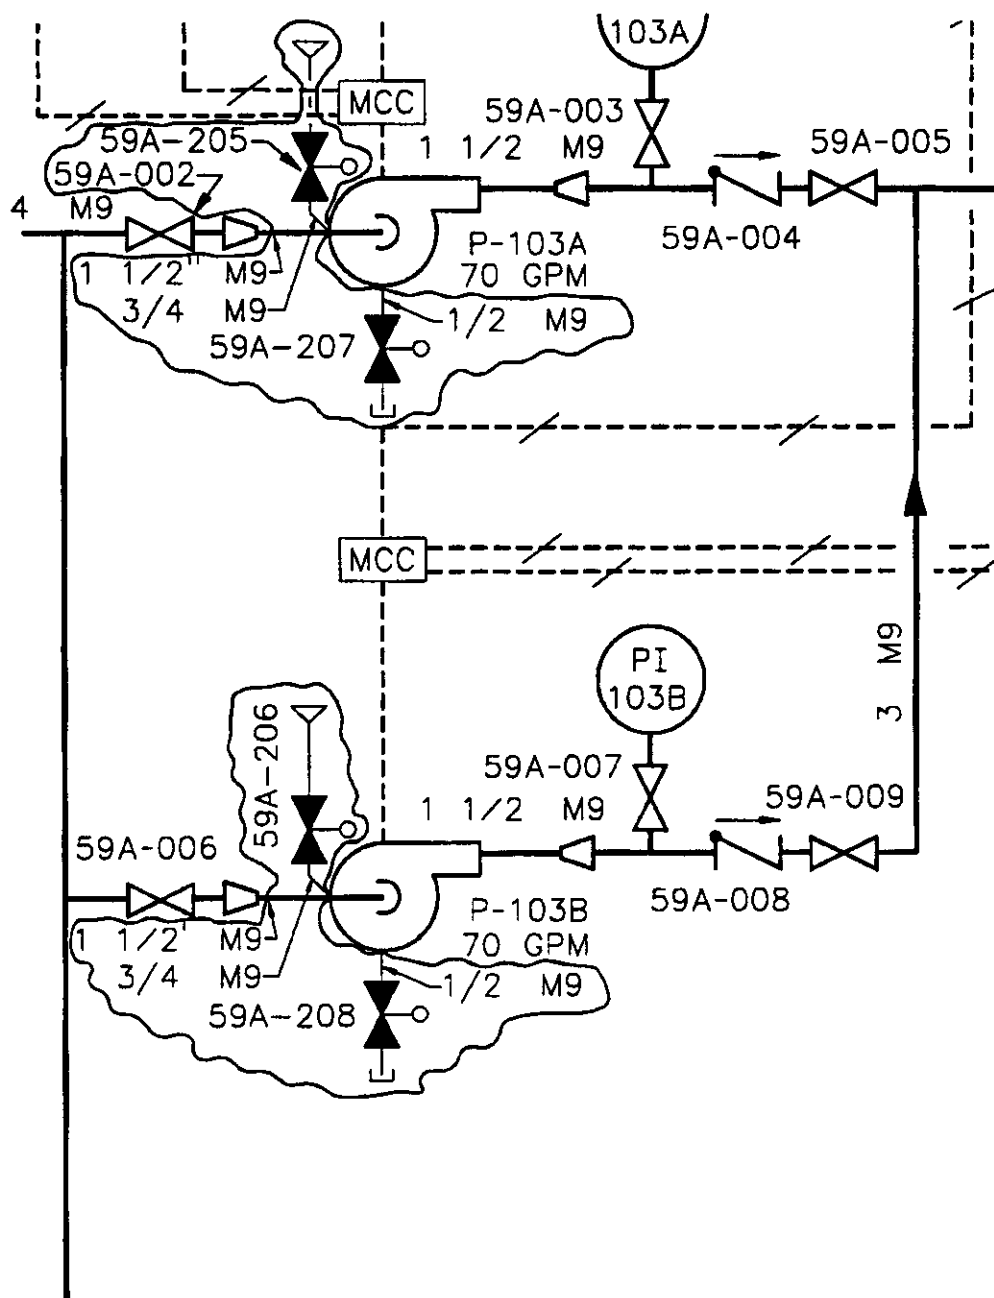 103A
MCC
59A-003
59A-205
1 1/2 M9
59A-005
59A-002
4 M9
59A-004
P-103A
70 GPM
1 1/2" M9
3/4 M9
1/2 M9
59A-207
MCC
3 M9
PI
103B
59A-206
59A-007
1 1/2 M9
59A-009
59A-006
59A-008
P-103B
70 GPM
1 1/2' M9
3/4 M9
1/2 M9
59A-208